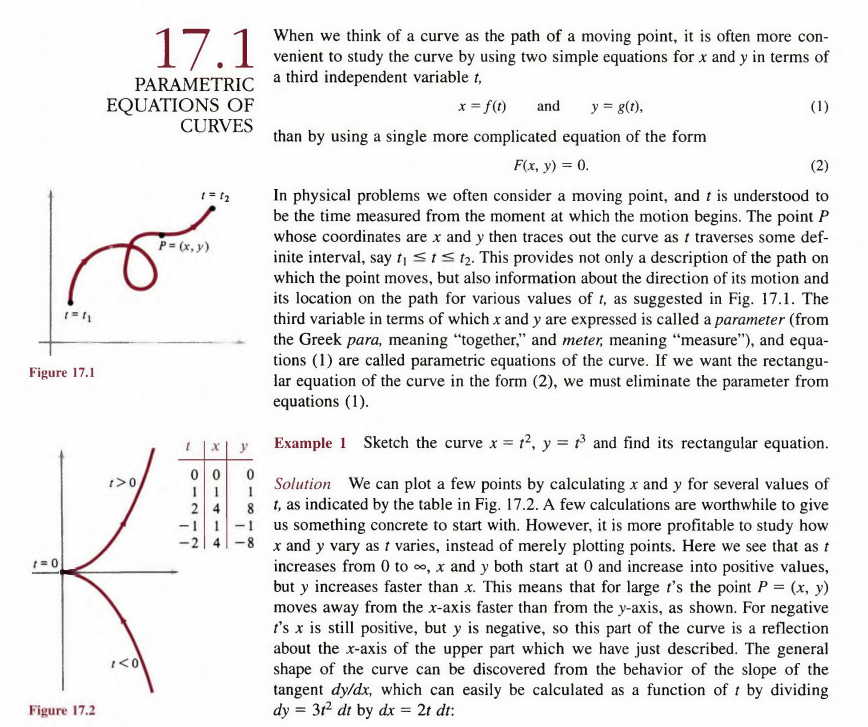 17.1
PARAMETRIC
EQUATIONS OF
CURVES
When we think of a curve as the path of a moving point, it is often more con-
venient to study the curve by using two simple equations for x and y in terms of
a third independent variable t,
x = f(t) and y = g(t), (1)
than by using a single more complicated equation of the form
F(x, y) = 0. (2)
In physical problems we often consider a moving point, and t is understood to
be the time measured from the moment at which the motion begins. The point P
whose coordinates are x and y then traces out the curve as t traverses some def-
inite interval, say t₁ ≤ t ≤ t₂. This provides not only a description of the path on
which the point moves, but also information about the direction of its motion and
its location on the path for various values of t, as suggested in Fig. 17.1. The
third variable in terms of which x and y are expressed is called a parameter (from
the Greek para, meaning “together,” and meter, meaning “measure”), and equa-
tions (1) are called parametric equations of the curve. If we want the rectangu-
lar equation of the curve in the form (2), we must eliminate the parameter from
equations (1).
t = t₂
P = (x, y)
t = t₁
Figure 17.1
Example 1 Sketch the curve x = t², y = t³ and find its rectangular equation.
Solution We can plot a few points by calculating x and y for several values of
t, as indicated by the table in Fig. 17.2. A few calculations are worthwhile to give
us something concrete to start with. However, it is more profitable to study how
x and y vary as t varies, instead of merely plotting points. Here we see that as t
increases from 0 to ∞, x and y both start at 0 and increase into positive values,
but y increases faster than x. This means that for large t’s the point P = (x, y)
moves away from the x-axis faster than from the y-axis, as shown. For negative
t’s x is still positive, but y is negative, so this part of the curve is a reflection
about the x-axis of the upper part which we have just described. The general
shape of the curve can be discovered from the behavior of the slope of the
tangent dy/dx, which can easily be calculated as a function of t by dividing
dy = 3t² dt by dx = 2t dt:
t x y
0 0 0
1 1 1
2 4 8
−1 1 −1
−2 4 −8
t > 0
t = 0
t < 0
Figure 17.2